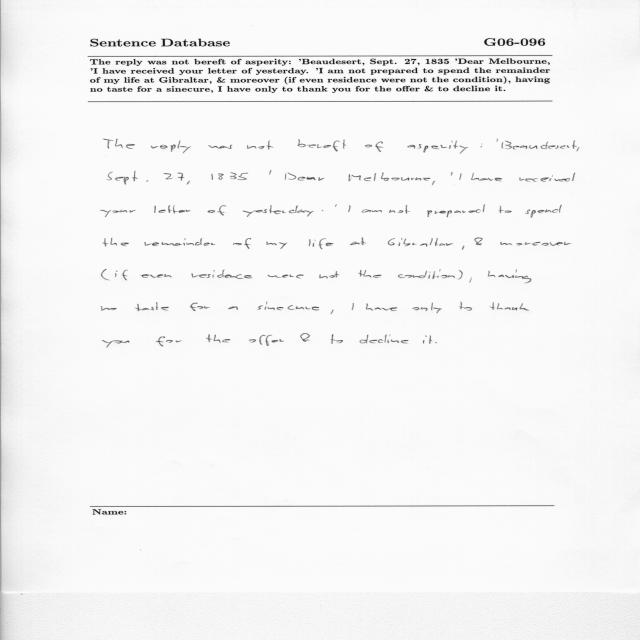 Sentence Database G06-096
The reply was not bereft of asperity: 'Beaudesert, Sept. 27, 1835 'Dear Melbourne,
'I have received your letter of yesterday. 'I am not prepared to spend the remainder
of my life at Gibraltar, & moreover (if even residence were not the condition), having
no taste for a sinecure, I have only to thank you for the offer & to decline it.
The reply was not bereft of asperity : 'Beaudesert,
Sept. 27, 1835 'Dear Melbourne, 'I have received
your letter of yesterday. 'I am not prepared to spend
the remainder of my life at Gibraltar, & moreover
(if even residence were not the condition), having
no taste for a sinecure, I have only to thank
you for the offer & to decline it.
Name: